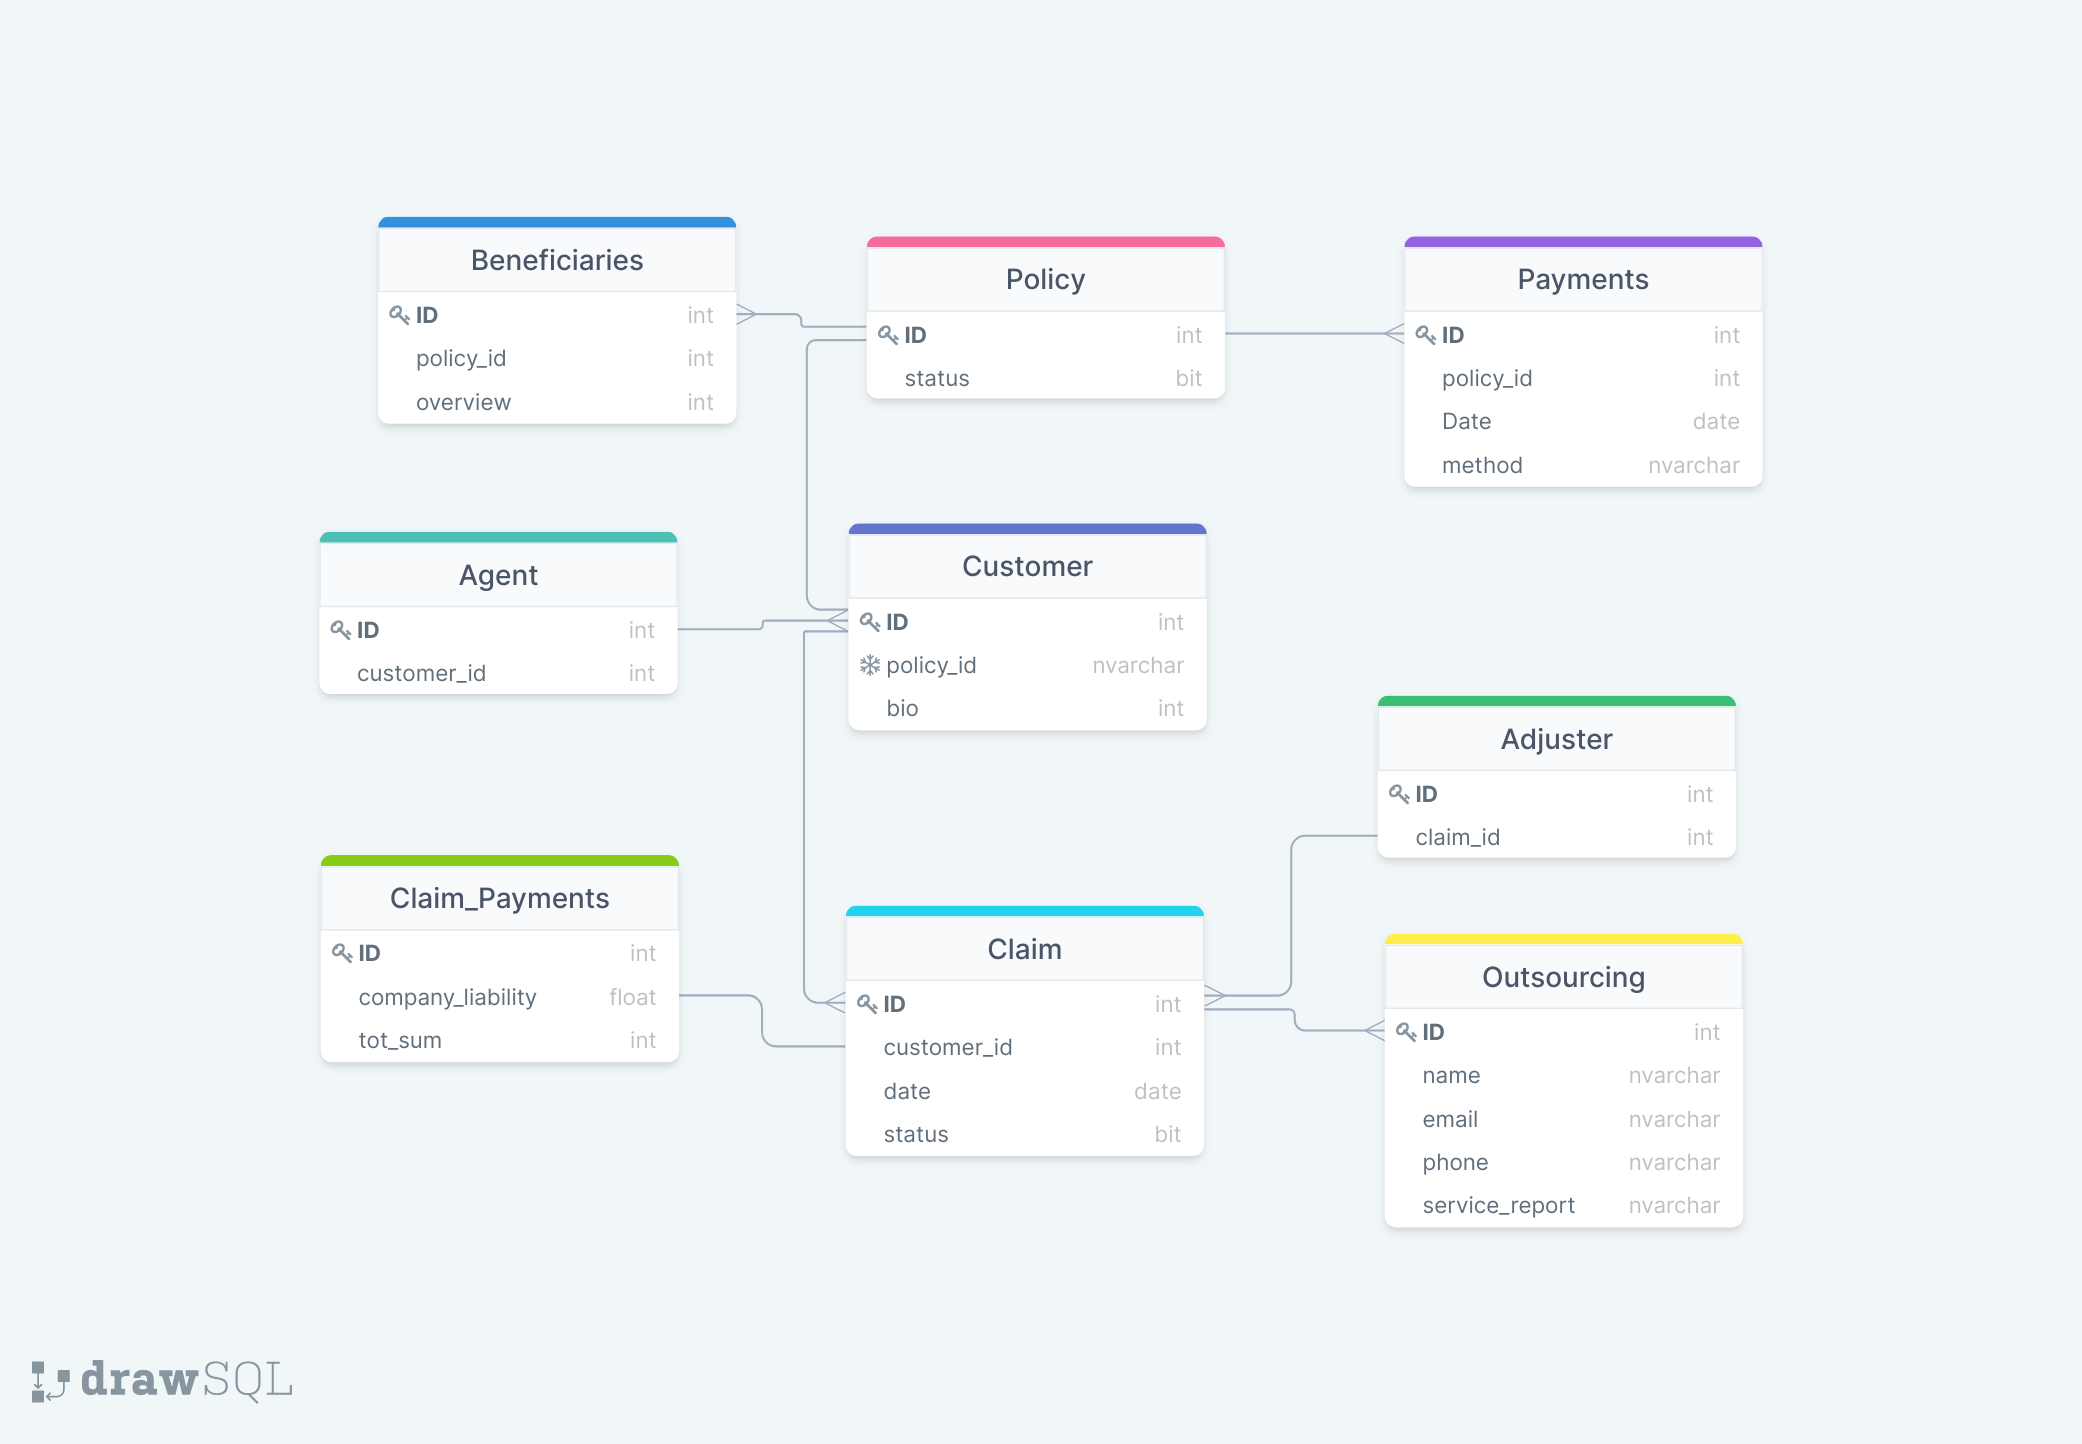 Beneficiaries
ID int
policy_id int
overview int
Policy
ID int
status bit
Payments
ID int
policy_id int
Date date
method nvarchar
Agent
ID int
customer_id int
Customer
ID int
policy_id nvarchar
bio int
Adjuster
ID int
claim_id int
Claim_Payments
ID int
company_liability float
tot_sum int
Claim
ID int
customer_id int
date date
status bit
Outsourcing
ID int
name nvarchar
email nvarchar
phone nvarchar
service_report nvarchar
drawSQL